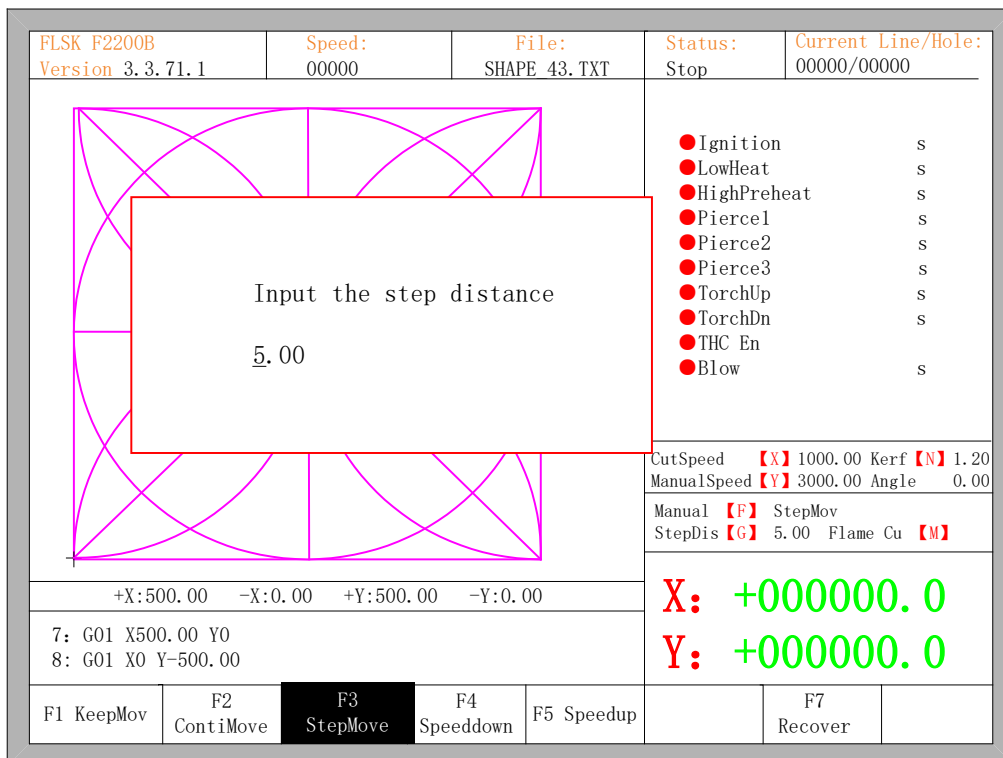 FLSK F2200B
Version 3.3.71.1
Speed:
00000
File:
SHAPE 43.TXT
Status:
Stop
Current Line/Hole:
00000/00000
Input the step distance
5.00
Ignition s
LowHeat s
HighPreheat s
Pierce1 s
Pierce2 s
Pierce3 s
TorchUp s
TorchDn s
THC En
Blow s
CutSpeed 【X】 1000.00 Kerf【N】 1.20
ManualSpeed【Y】 3000.00 Angle 0.00
Manual 【F】 StepMov
StepDis【G】 5.00 Flame Cu 【M】
+X:500.00 -X:0.00 +Y:500.00 -Y:0.00
7: G01 X500.00 Y0
8: G01 X0 Y-500.00
X: +000000.0
Y: +000000.0
F1 KeepMov
F2
ContiMove
F3
StepMove
F4
Speeddown
F5 Speedup
F7
Recover